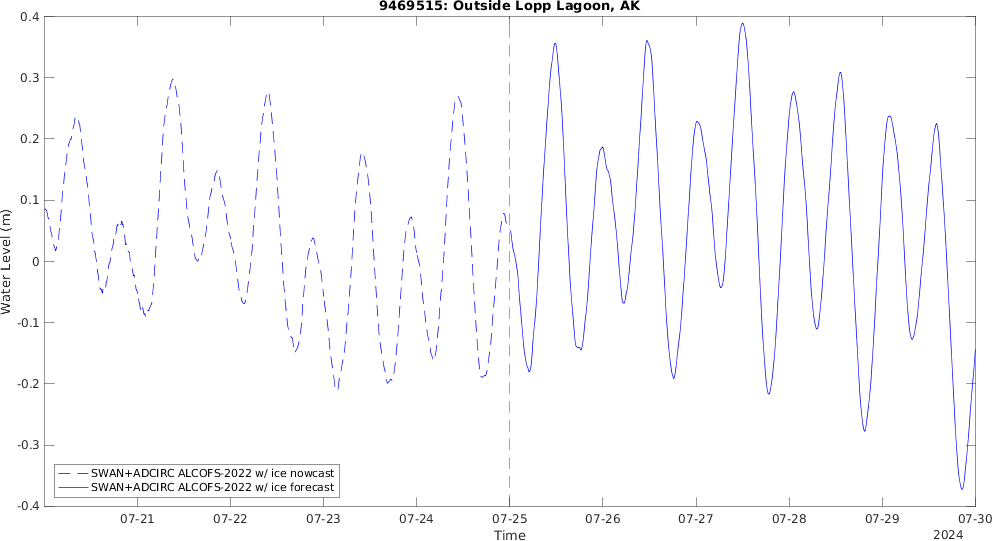 9469515: Outside Lopp Lagoon, AK
0.4
0.3
0.2
0.1
0
-0.1
-0.2
-0.3
-0.4
Water Level (m)
SWAN+ADCIRC ALCOFS-2022 w/ ice nowcast
SWAN+ADCIRC ALCOFS-2022 w/ ice forecast
07-21 07-22 07-23 07-24 07-25 07-26 07-27 07-28 07-29 07-30
Time
2024